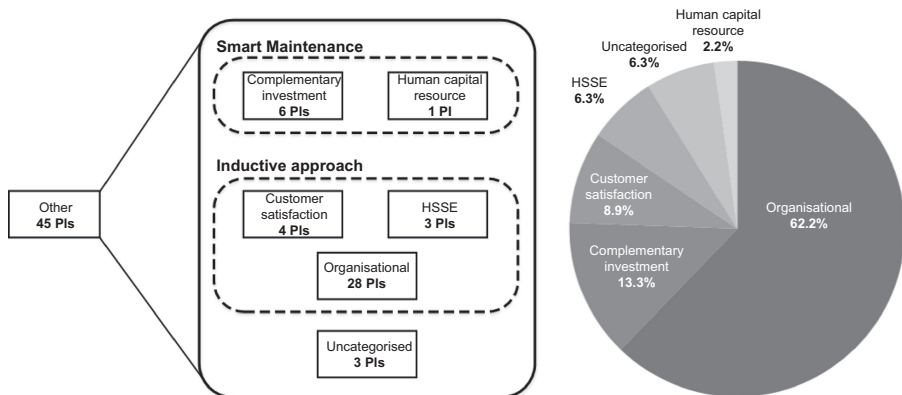 Other
45 PIs
Smart Maintenance
Complementary
investment
6 PIs
Human capital
resource
1 PI
Inductive approach
Customer
satisfaction
4 PIs
HSSE
3 PIs
Organisational
28 PIs
Uncategorised
3 PIs
Human capital
resource
2.2%
Uncategorised
6.3%
HSSE
6.3%
Customer
satisfaction
8.9%
Complementary
investment
13.3%
Organisational
62.2%